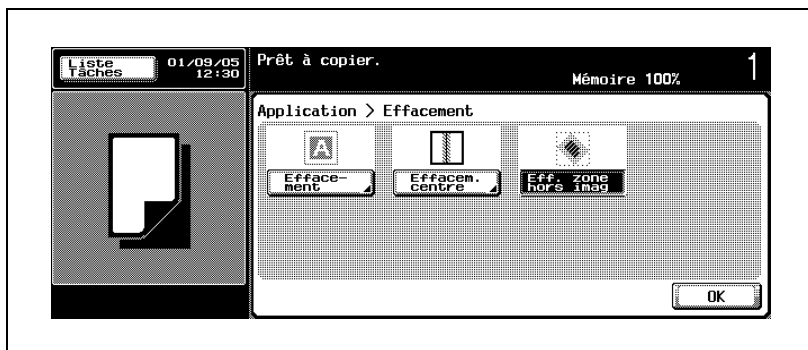 Liste
Tâches
01/09/05
12:30
Prêt à copier.
Mémoire 100%
1
Application > Effacement
A
Efface-
ment
Effacem.
centre
Eff. zone
hors imag
OK